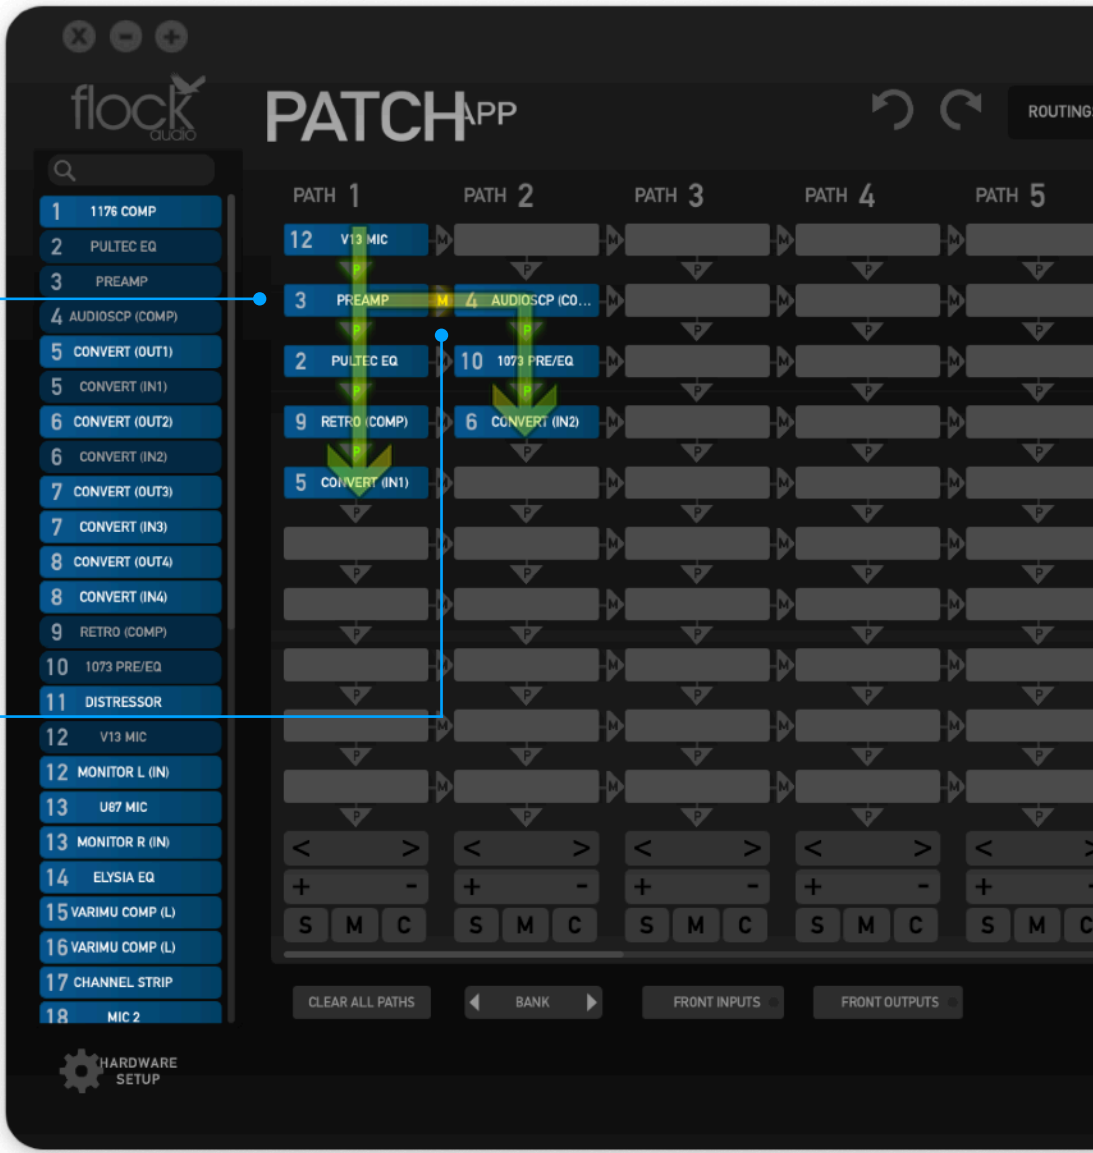 X - +
flock
audio
PATCH APP
ROUTING
PATH 1 PATH 2 PATH 3 PATH 4 PATH 5
1 1176 COMP
2 PULTEC EQ
3 PREAMP
4 AUDIOSCP (COMP)
5 CONVERT (OUT1)
5 CONVERT (IN1)
6 CONVERT (OUT2)
6 CONVERT (IN2)
7 CONVERT (OUT3)
7 CONVERT (IN3)
8 CONVERT (OUT4)
8 CONVERT (IN4)
9 RETRO (COMP)
10 1073 PRE/EQ
11 DISTRESSOR
12 V13 MIC
12 MONITOR L (IN)
13 U87 MIC
13 MONITOR R (IN)
14 ELYSIA EQ
15 VARIMU COMP (L)
16 VARIMU COMP (L)
17 CHANNEL STRIP
18 MIC 2
12 V13 MIC M M M M
P P P P P
3 PREAMP M 4 AUDIOSCP (CO... M M M
P P P P P
2 PULTEC EQ M 10 1073 PRE/EQ M M M
P P P P P
9 RETRO (COMP) M 6 CONVERT (IN2) M M M
P P P P P
5 CONVERT (IN1) M M M M
P P P P P
M M M M
P P P P P
M M M M
P P P P P
M M M M
P P P P P
M M M M
P P P P P
M M M M
P P P P P
< > < > < > < > < >
+ - + - + - + - + -
S M C S M C S M C S M C S M C
CLEAR ALL PATHS BANK FRONT INPUTS FRONT OUTPUTS
HARDWARE
SETUP